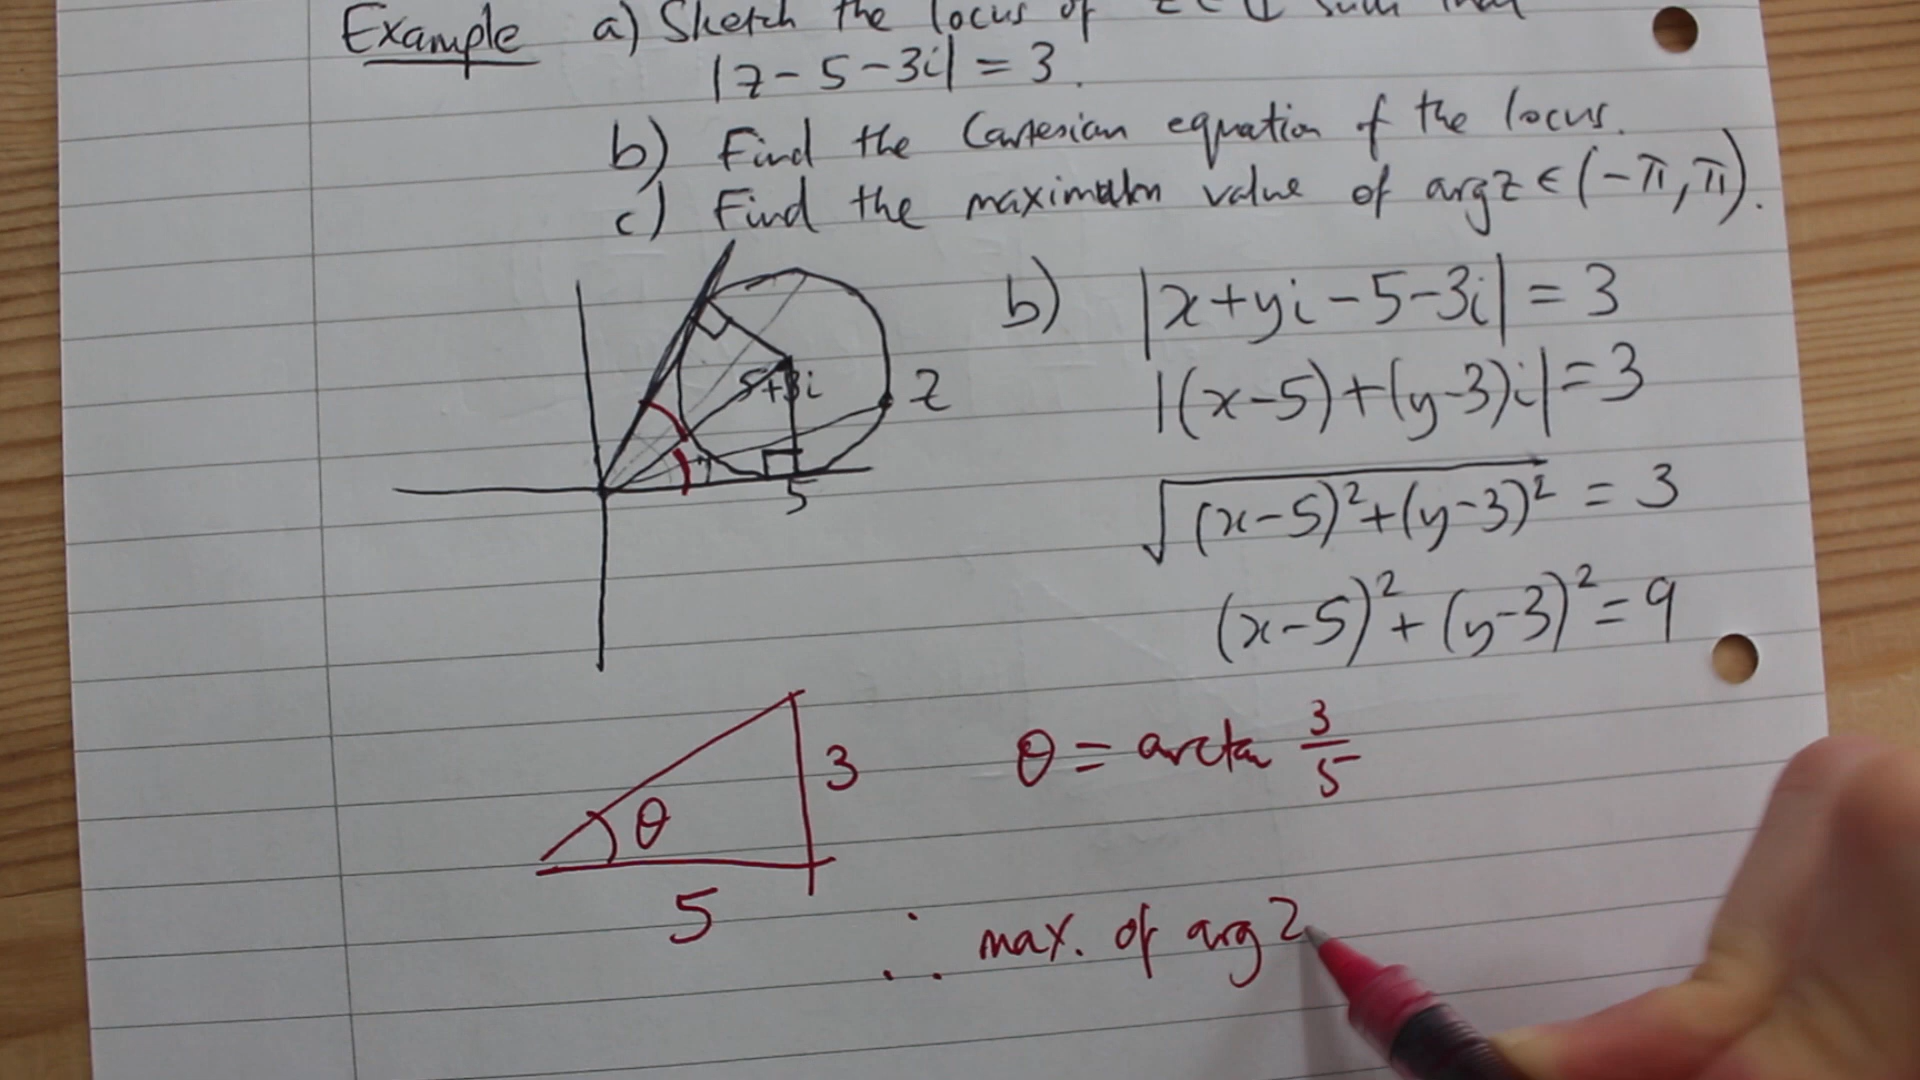 Example a) Sketch the locus of z ∈ ℂ such that
|z - 5 - 3i| = 3.
b) Find the Cartesian equation of the locus.
c) Find the maximum value of arg z ∈ (-π, π).
5+3i
z
5
b) |x+yi - 5 - 3i| = 3
|(x-5)+(y-3)i| = 3
√((x-5)²+(y-3)²) = 3
(x-5)²+(y-3)² = 9
θ
3
5
θ = arctan 3/5
∴ max. of arg z